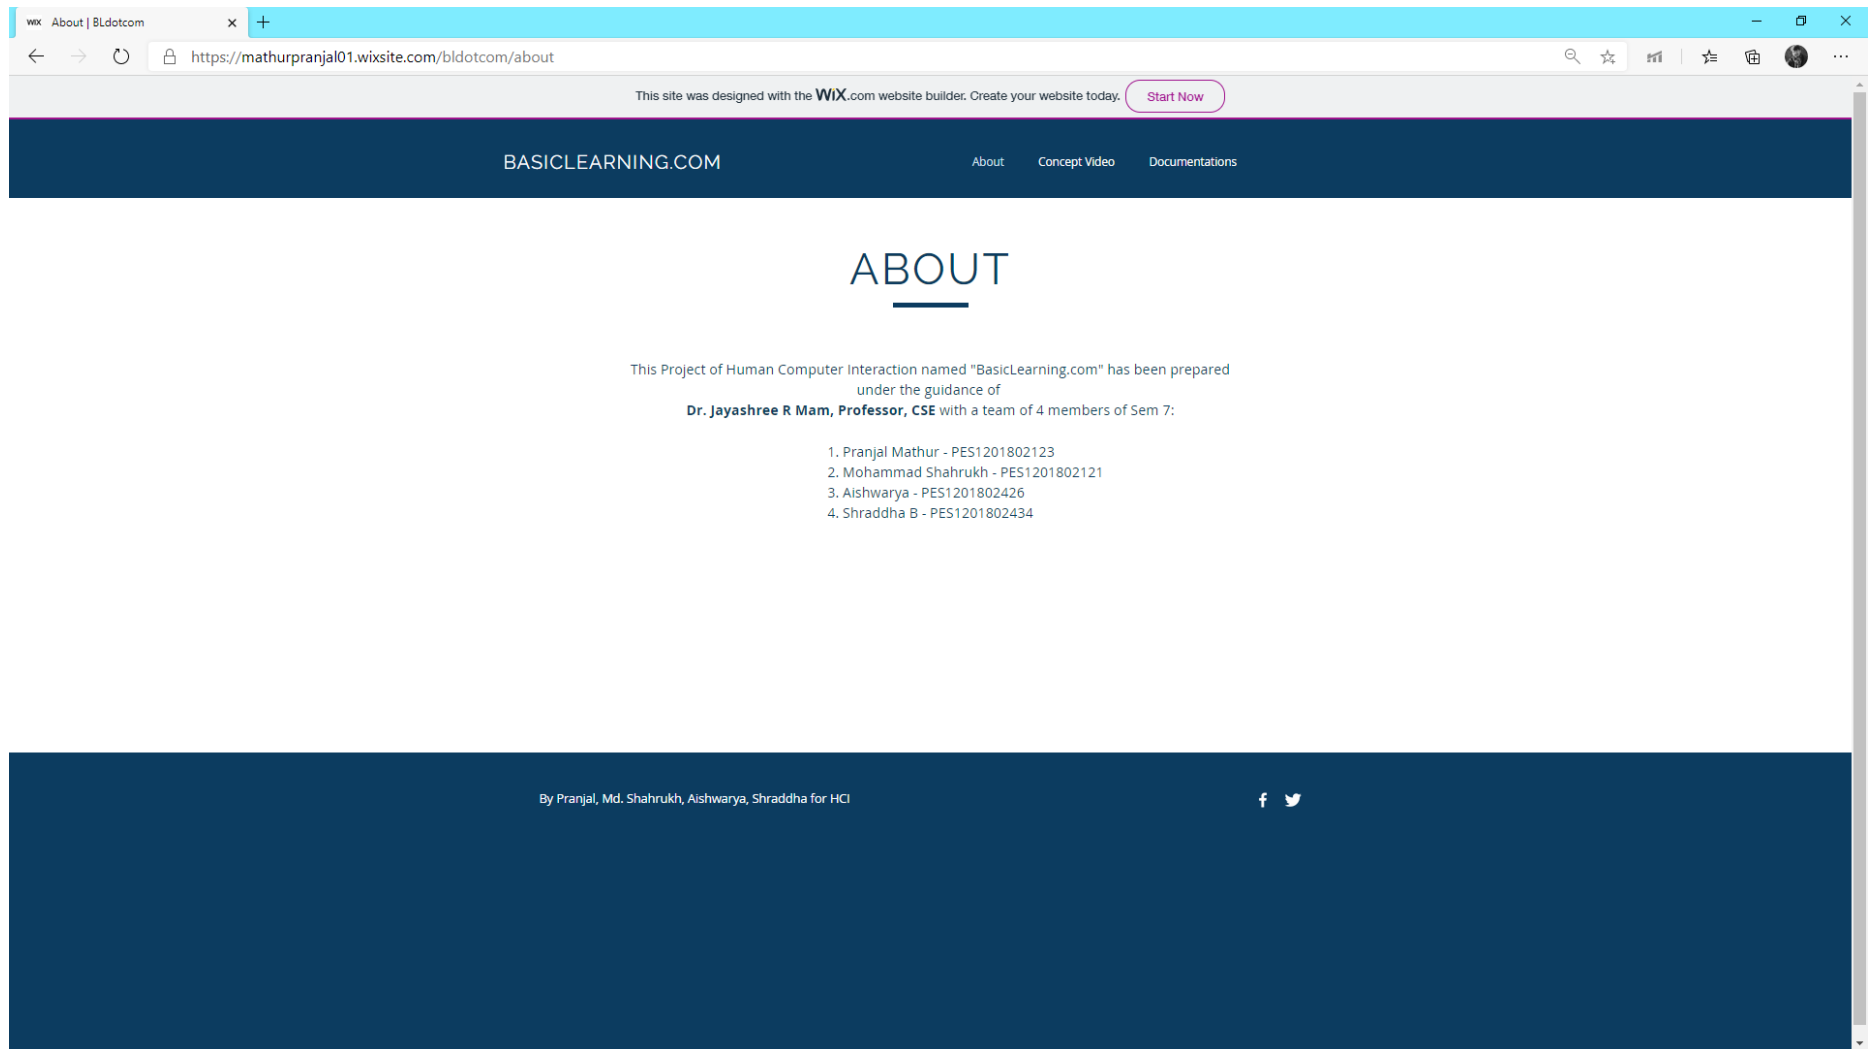 WiX About | BLdotcom
https://mathurpranjal01.wixsite.com/bldotcom/about
This site was designed with the WiX.com website builder. Create your website today. Start Now
BASICLEARNING.COM About Concept Video Documentations
ABOUT
This Project of Human Computer Interaction named "BasicLearning.com" has been prepared
under the guidance of
Dr. Jayashree R Mam, Professor, CSE with a team of 4 members of Sem 7:
1. Pranjal Mathur - PES1201802123
2. Mohammad Shahrukh - PES1201802121
3. Aishwarya - PES1201802426
4. Shraddha B - PES1201802434
By Pranjal, Md. Shahrukh, Aishwarya, Shraddha for HCI